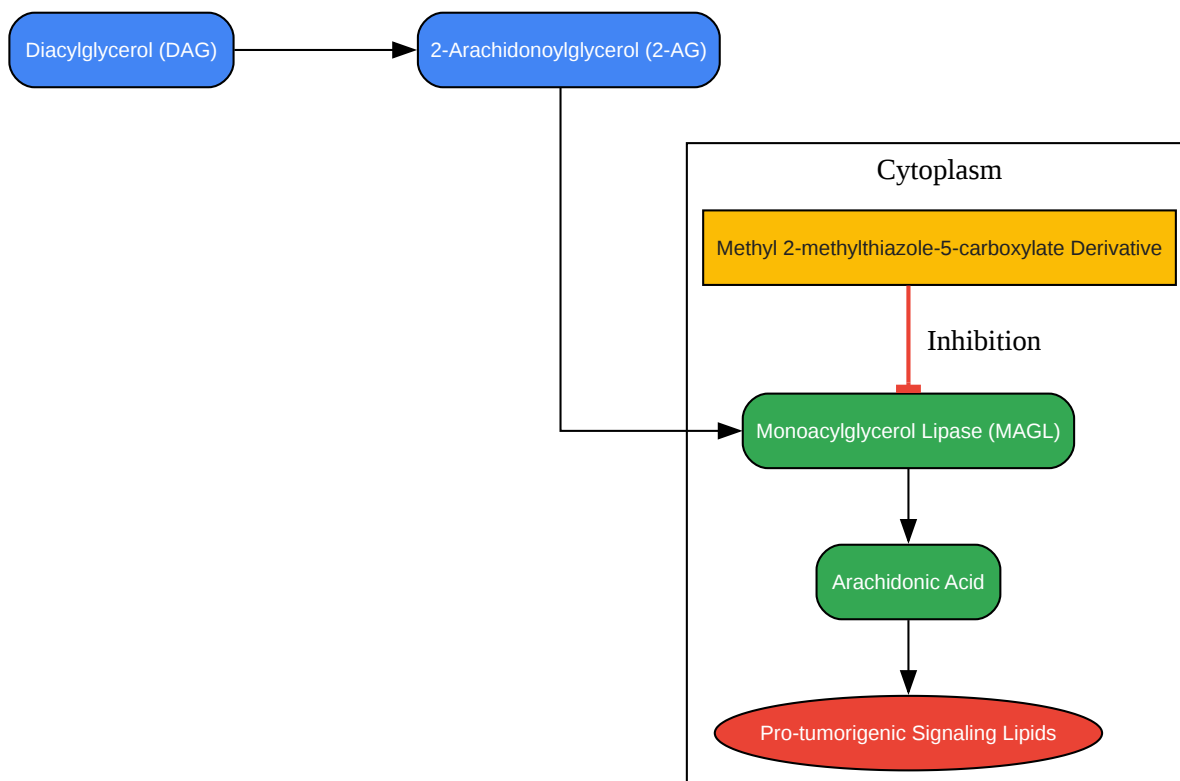 Diacylglycerol (DAG)
2-Arachidonoylglycerol (2-AG)
Cytoplasm
Methyl 2-methylthiazole-5-carboxylate Derivative
Inhibition
Monoacylglycerol Lipase (MAGL)
Arachidonic Acid
Pro-tumorigenic Signaling Lipids